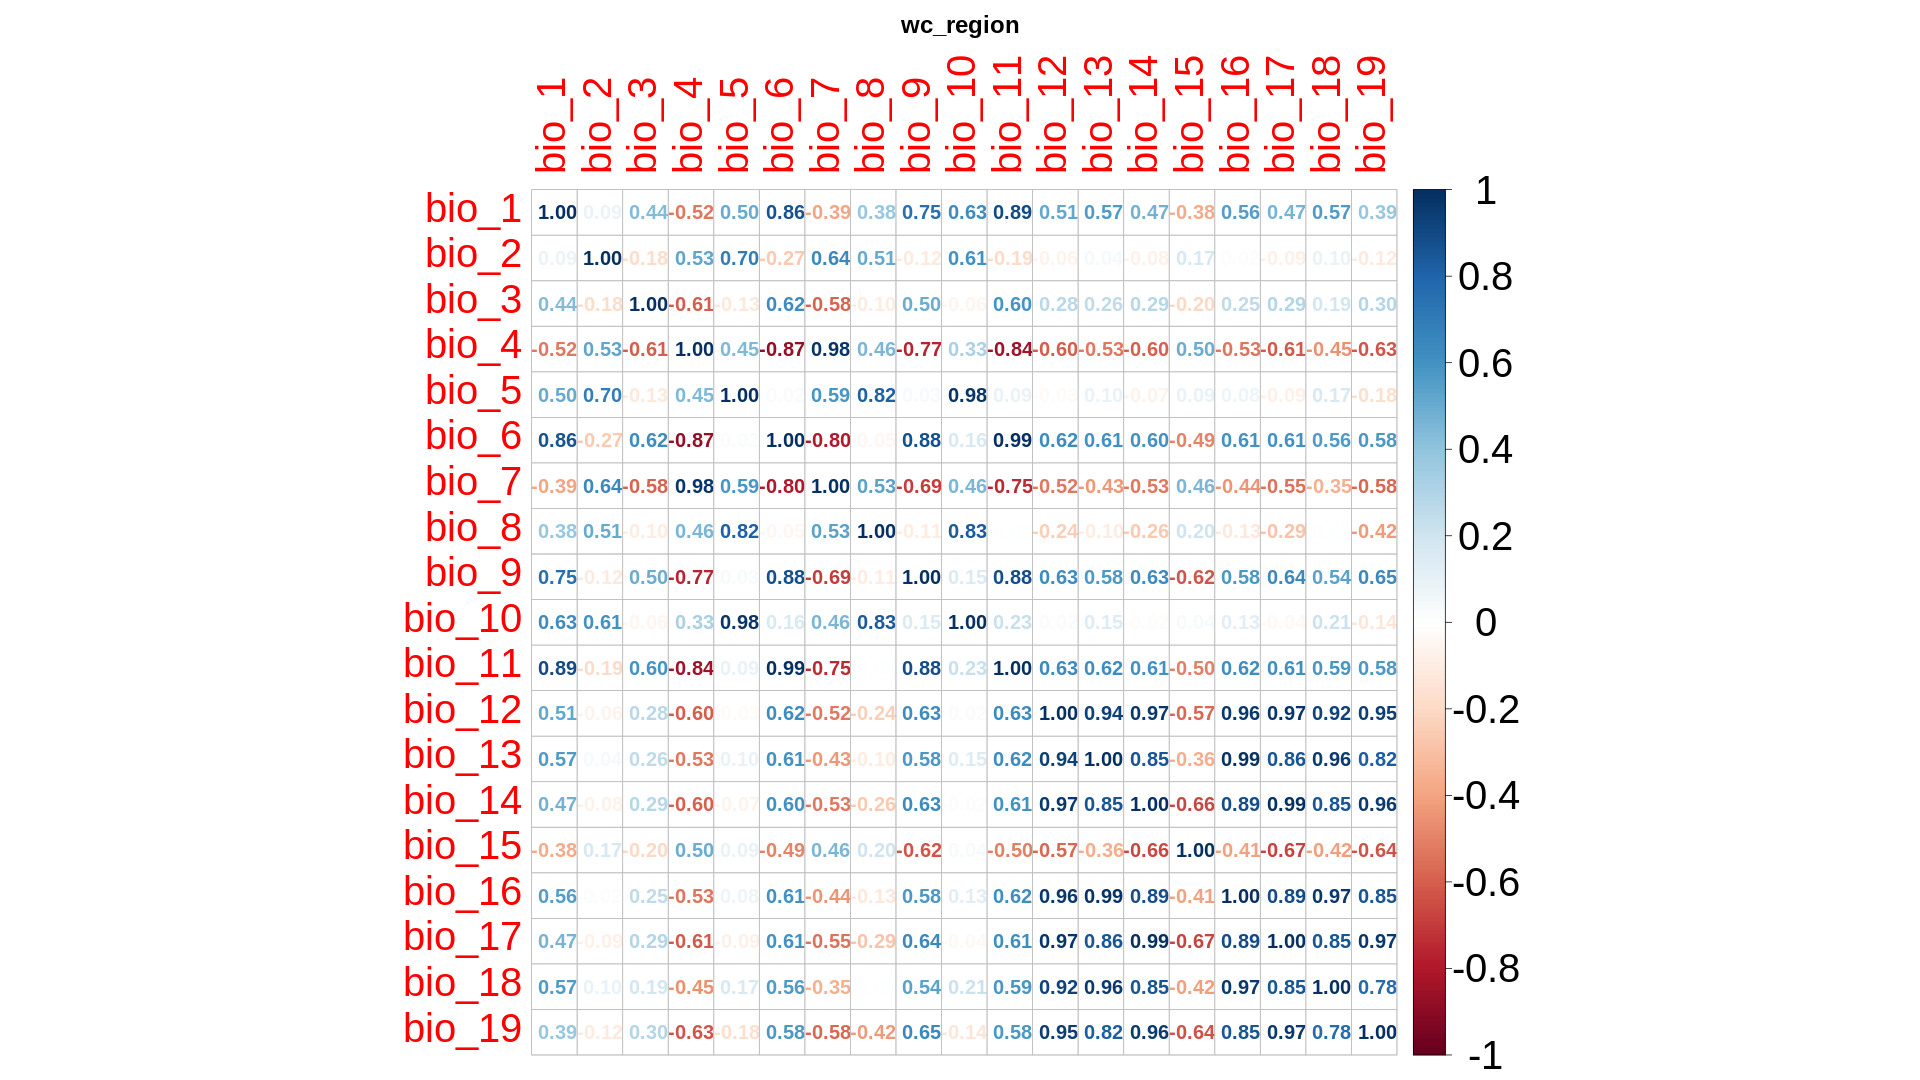 wc_region
bio_1 bio_2 bio_3 bio_4 bio_5 bio_6 bio_7 bio_8 bio_9 bio_10 bio_11 bio_12 bio_13 bio_14 bio_15 bio_16 bio_17 bio_18 bio_19
bio_1 1.00 0.09 0.44 -0.52 0.50 0.86 -0.39 0.38 0.75 0.63 0.89 0.51 0.57 0.47 -0.38 0.56 0.47 0.57 0.39
bio_2 0.09 1.00 -0.18 0.53 0.70 -0.27 0.64 0.51 -0.12 0.61 -0.19 -0.06 0.04 -0.08 0.17 -0.09 0.10 -0.12
bio_3 0.44 -0.18 1.00 -0.61 -0.13 0.62 -0.58 -0.10 0.50 -0.06 0.60 0.28 0.26 0.29 -0.20 0.25 0.29 0.19 0.30
bio_4 -0.52 0.53 -0.61 1.00 0.45 -0.87 0.98 0.46 -0.77 0.33 -0.84 -0.60 -0.53 -0.60 0.50 -0.53 -0.61 -0.45 -0.63
bio_5 0.50 0.70 -0.13 0.45 1.00 0.59 0.82 0.03 0.98 0.09 0.10 -0.07 0.09 0.08 -0.09 0.17 -0.18
bio_6 0.86 -0.27 0.62 -0.87 1.00 -0.80 -0.05 0.88 0.16 0.99 0.62 0.61 0.60 -0.49 0.61 0.61 0.56 0.58
bio_7 -0.39 0.64 -0.58 0.98 0.59 -0.80 1.00 0.53 -0.69 0.46 -0.75 -0.52 -0.43 -0.53 0.46 -0.44 -0.55 -0.35 -0.58
bio_8 0.38 0.51 -0.10 0.46 0.82 -0.05 0.53 1.00 -0.11 0.83 -0.24 -0.10 -0.26 0.20 -0.13 -0.29 -0.42
bio_9 0.75 -0.12 0.50 -0.77 0.03 0.88 -0.69 -0.11 1.00 0.15 0.88 0.63 0.58 0.63 -0.62 0.58 0.64 0.54 0.65
bio_10 0.63 0.61 -0.06 0.33 0.98 0.16 0.46 0.83 0.15 1.00 0.23 0.15 0.04 0.13 -0.04 0.21 -0.14
bio_11 0.89 -0.19 0.60 -0.84 0.09 0.99 -0.75 0.88 0.23 1.00 0.63 0.62 0.61 -0.50 0.62 0.61 0.59 0.58
bio_12 0.51 -0.06 0.28 -0.60 0.62 -0.52 -0.24 0.63 0.63 1.00 0.94 0.97 -0.57 0.96 0.97 0.92 0.95
bio_13 0.57 0.04 0.26 -0.53 0.10 0.61 -0.43 -0.10 0.58 0.15 0.62 0.94 1.00 0.85 -0.36 0.99 0.86 0.96 0.82
bio_14 0.47 -0.08 0.29 -0.60 -0.07 0.60 -0.53 -0.26 0.63 0.61 0.97 0.85 1.00 -0.66 0.89 0.99 0.85 0.96
bio_15 -0.38 0.17 -0.20 0.50 0.09 -0.49 0.46 0.20 -0.62 0.04 -0.50 -0.57 -0.36 -0.66 1.00 -0.41 -0.67 -0.42 -0.64
bio_16 0.56 0.25 -0.53 0.08 0.61 -0.44 -0.13 0.58 0.13 0.62 0.96 0.99 0.89 -0.41 1.00 0.89 0.97 0.85
bio_17 0.47 -0.09 0.29 -0.61 -0.09 0.61 -0.55 -0.29 0.64 -0.04 0.61 0.97 0.86 0.99 -0.67 0.89 1.00 0.85 0.97
bio_18 0.57 0.10 0.19 -0.45 0.17 0.56 -0.35 0.54 0.21 0.59 0.92 0.96 0.85 -0.42 0.97 0.85 1.00 0.78
bio_19 0.39 -0.12 0.30 -0.63 -0.18 0.58 -0.58 -0.42 0.65 -0.14 0.58 0.95 0.82 0.96 -0.64 0.85 0.97 0.78 1.00
1
0.8
0.6
0.4
0.2
0
-0.2
-0.4
-0.6
-0.8
-1